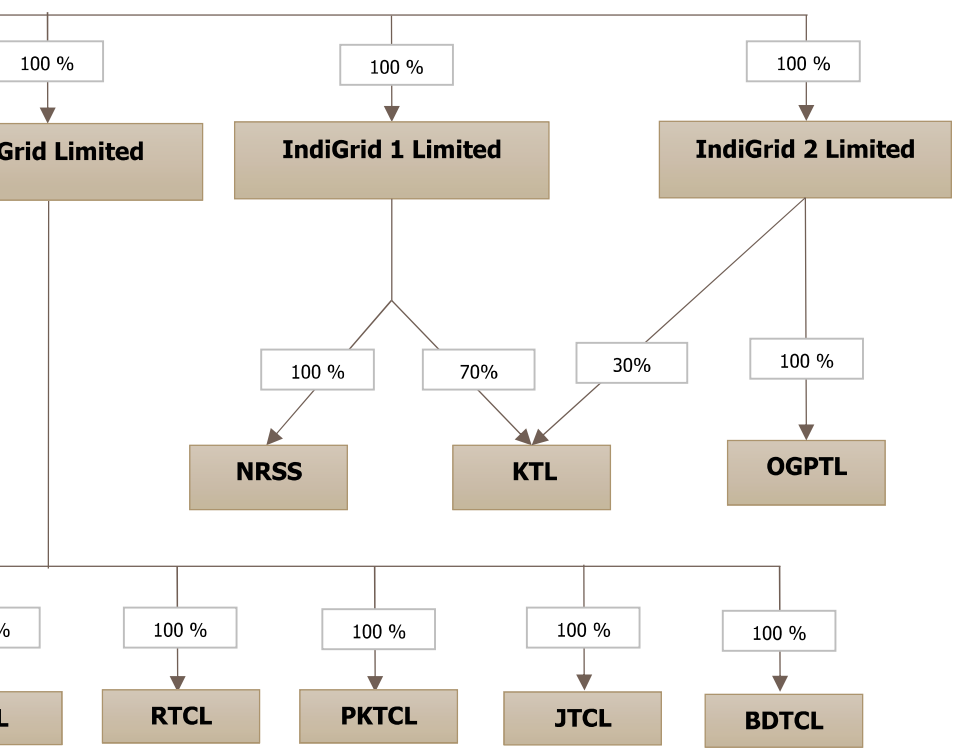 100 %
100 %
100 %
Grid Limited
IndiGrid 1 Limited
IndiGrid 2 Limited
100 %
70%
30%
100 %
NRSS
KTL
OGPTL
%
100 %
100 %
100 %
100 %
L
RTCL
PKTCL
JTCL
BDTCL